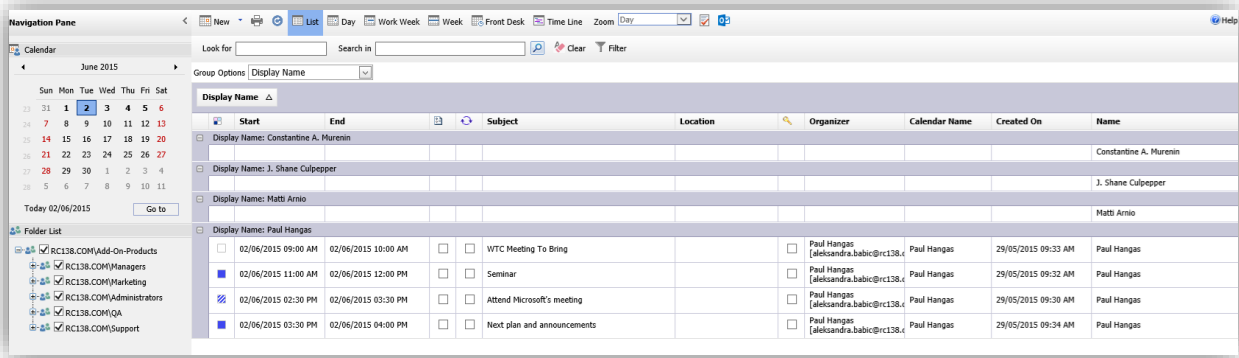 Navigation Pane
New
List
Day
Work Week
Week
Front Desk
Time Line
Zoom Day
Help
Calendar
Look for
Search in
Clear
Filter
June 2015
Group Options Display Name
Sun Mon Tue Wed Thu Fri Sat
Display Name
23 31 1 2 3 4 5 6
24 7 8 9 10 11 12 13
25 14 15 16 17 18 19 20
26 21 22 23 24 25 26 27
27 28 29 30 1 2 3 4
28 5 6 7 8 9 10 11
Today 02/06/2015 Go to
Folder List
RC138.COM\Add-On-Products
RC138.COM\Managers
RC138.COM\Marketing
RC138.COM\Administrators
RC138.COM\QA
RC138.COM\Support
Start End Subject Location Organizer Calendar Name Created On Name
Display Name: Constantine A. Murenin
Constantine A. Murenin
Display Name: J. Shane Culpepper
J. Shane Culpepper
Display Name: Matti Arnio
Matti Arnio
Display Name: Paul Hangas
02/06/2015 09:00 AM 02/06/2015 10:00 AM WTC Meeting To Bring Paul Hangas Paul Hangas 29/05/2015 09:33 AM Paul Hangas
[aleksandra.babic@rc138.c
02/06/2015 11:00 AM 02/06/2015 12:00 PM Seminar Paul Hangas Paul Hangas 29/05/2015 09:32 AM Paul Hangas
[aleksandra.babic@rc138.c
02/06/2015 02:30 PM 02/06/2015 03:30 PM Attend Microsoft's meeting Paul Hangas Paul Hangas 29/05/2015 09:30 AM Paul Hangas
[aleksandra.babic@rc138.c
02/06/2015 03:30 PM 02/06/2015 04:00 PM Next plan and announcements Paul Hangas Paul Hangas 29/05/2015 09:34 AM Paul Hangas
[aleksandra.babic@rc138.c